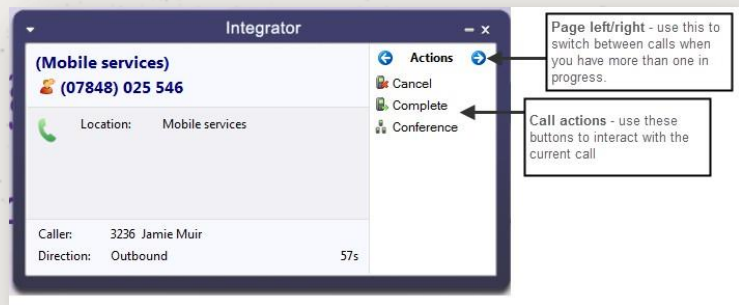 Integrator
(Mobile services)
(07848) 025 546
Location: Mobile services
Caller: 3236 Jamie Muir
Direction: Outbound 57s
Actions
Cancel
Complete
Conference
Page left/right - use this to
switch between calls when
you have more than one in
progress.
Call actions - use these
buttons to interact with the
current call